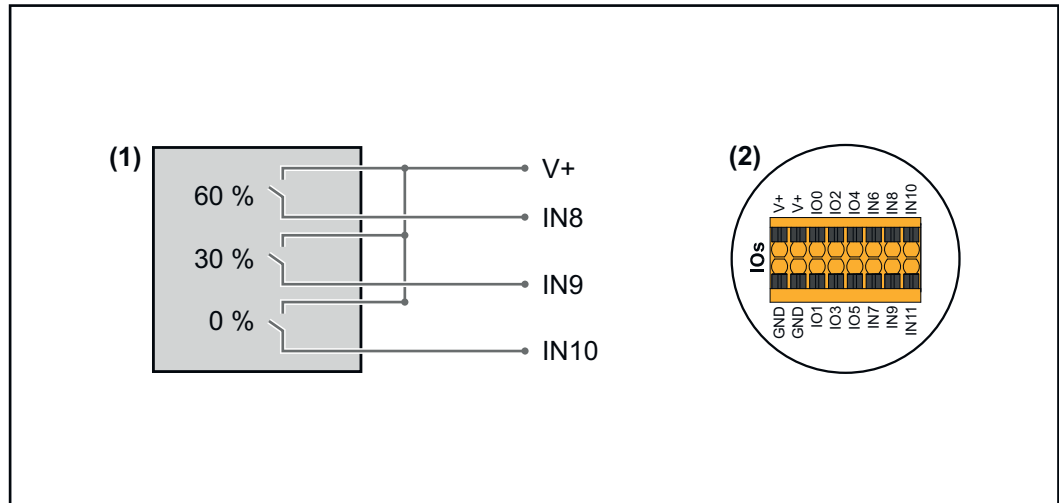 (1)
60 %
30 %
0 %
V+
IN8
IN9
IN10
(2)
IOs
V+
V+
IO0
IO2
IO4
IN6
IN8
IN10
GND
GND
IO1
IO3
IO5
IN7
IN9
IN11